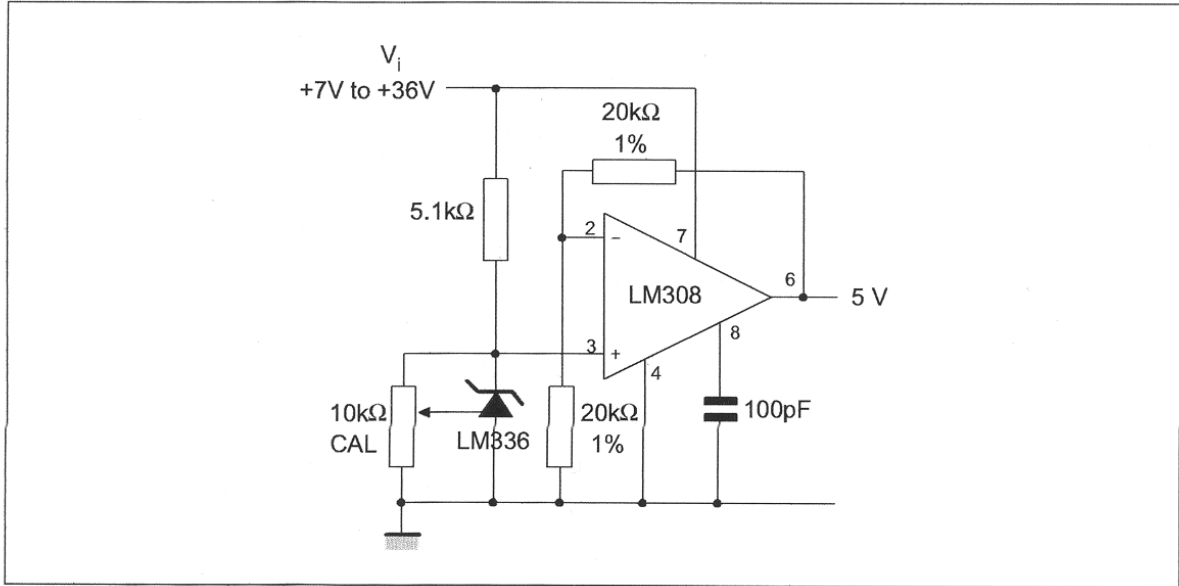 Vi
+7V to +36V
20kΩ
1%
5.1kΩ
2
−
7
LM308
6
5 V
8
3
+
4
10kΩ
CAL
LM336
20kΩ
1%
100pF